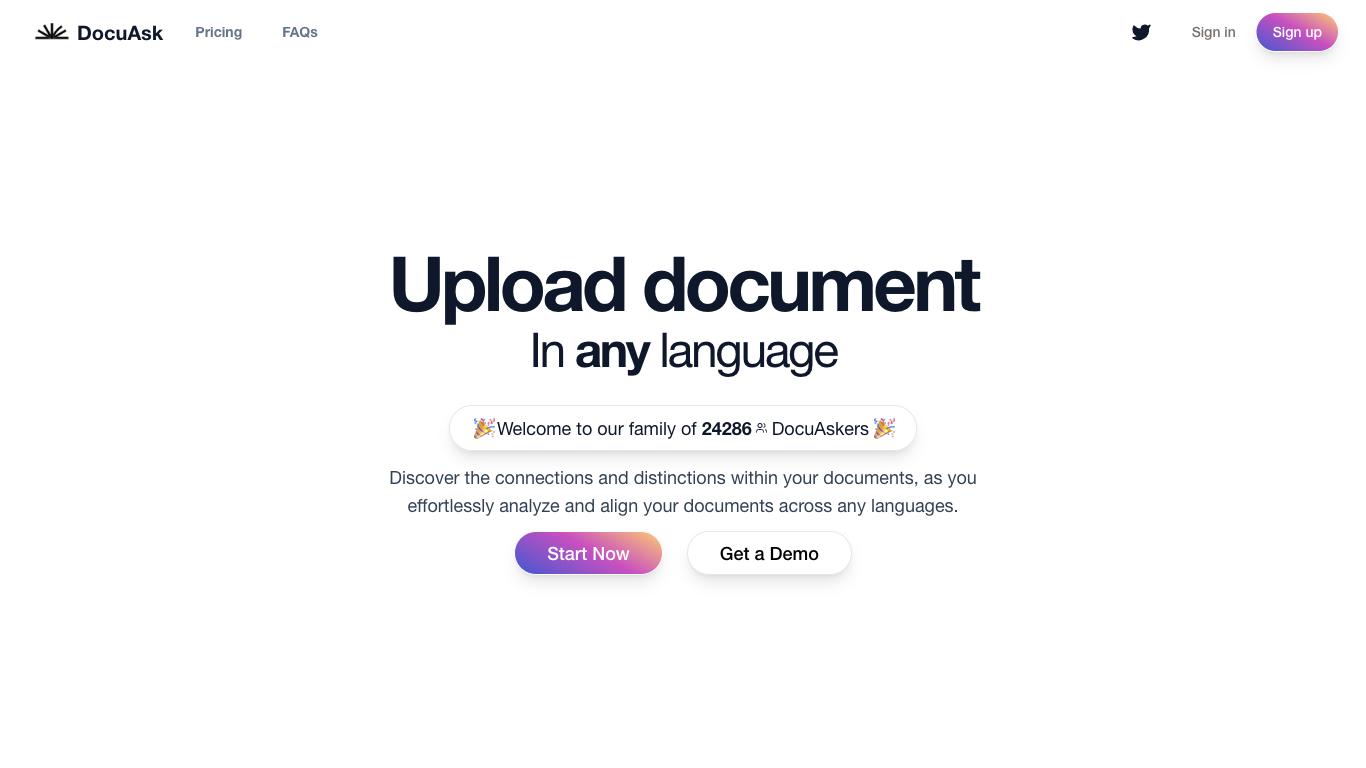 DocuAsk
Pricing
FAQs
Sign in
Sign up
Upload document
In any language
🎉Welcome to our family of 24286 DocuAskers 🎉
Discover the connections and distinctions within your documents, as you
effortlessly analyze and align your documents across any languages.
Start Now
Get a Demo